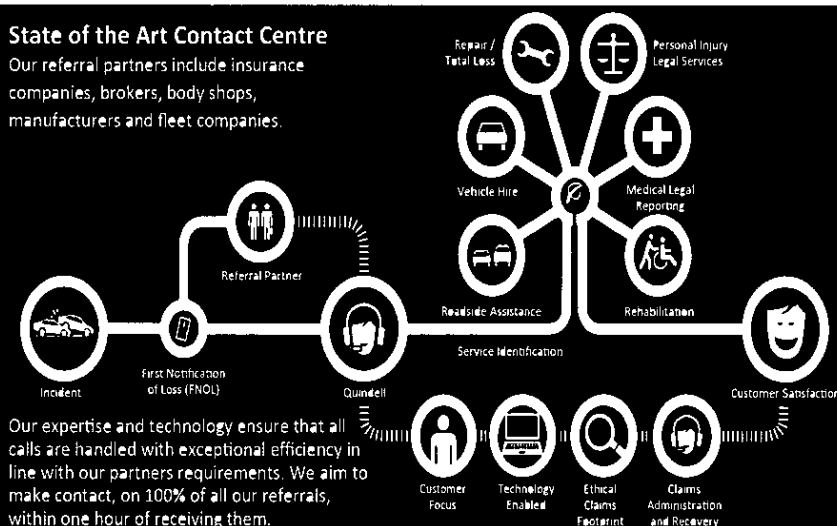 State of the Art Contact Centre
Our referral partners include insurance
companies, brokers, body shops,
manufacturers and fleet companies.
Repair /
Total Loss
Personal Injury
Legal Services
Vehicle Hire
Medical Legal
Reporting
Referral Partner
Roadside Assistance
Rehabilitation
Service Identification
Incident
First Notification
of Loss (FNOL)
Quindell
Customer Satisfaction
Our expertise and technology ensure that all
calls are handled with exceptional efficiency in
line with our partners requirements. We aim to
make contact, on 100% of all our referrals,
within one hour of receiving them.
Customer
Focus
Technology
Enabled
Ethical
Claims
Footprint
Claims
Administration
and Recovery